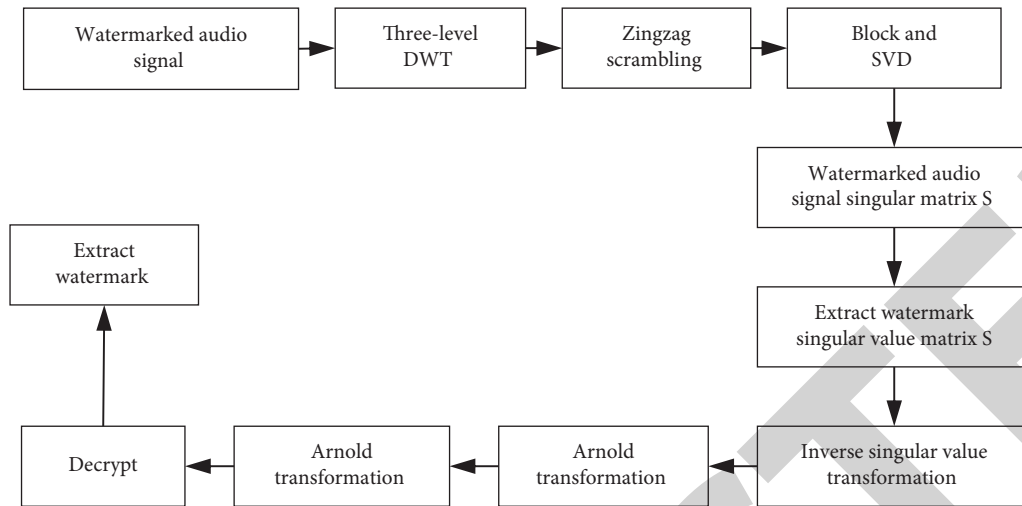 Watermarked audio
signal
Three-level
DWT
Zingzag
scrambling
Block and
SVD
Watermarked audio
signal singular matrix S
Extract watermark
singular value matrix S
Inverse singular value
transformation
Arnold
transformation
Arnold
transformation
Decrypt
Extract
watermark